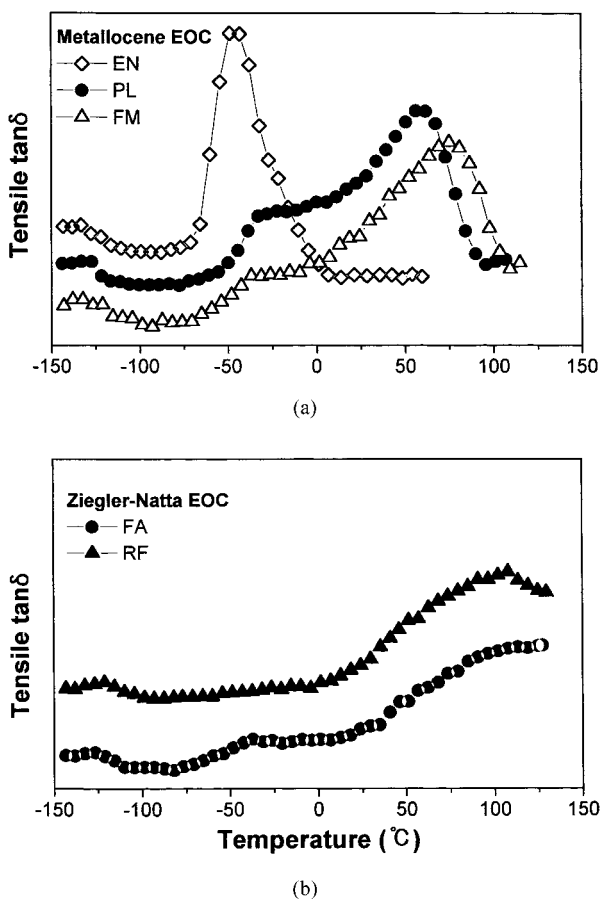 Metallocene EOC
EN
PL
FM
Tensile tanδ
-150 -100 -50 0 50 100 150
(a)
Ziegler-Natta EOC
FA
RF
Tensile tanδ
-150 -100 -50 0 50 100 150
Temperature (℃)
(b)